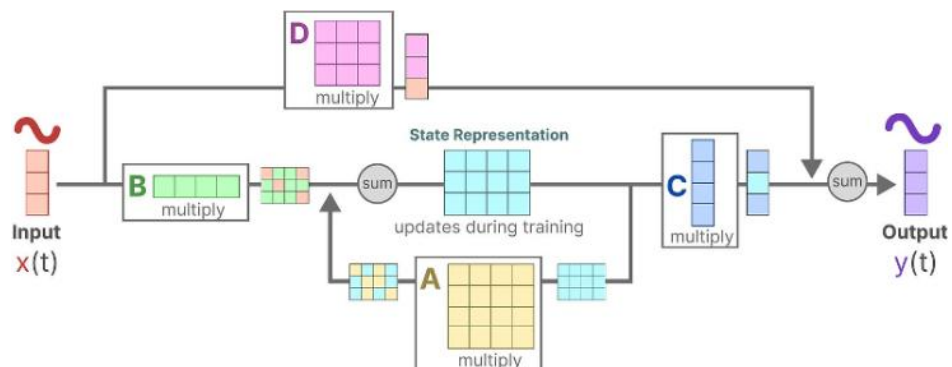 D
multiply
State Representation
B
multiply
sum
updates during training
C
multiply
sum
Input
x(t)
Output
y(t)
A
multiply